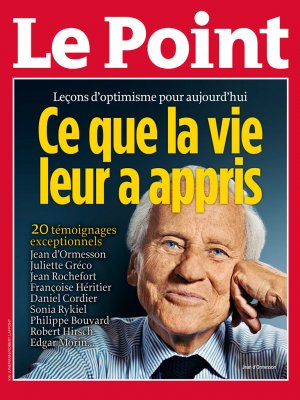 Le Point
Leçons d'optimisme pour aujourd'hui
Ce que la vie
leur a appris
20 témoignages
exceptionnels
Jean d'Ormesson
Juliette Gréco
Jean Rochefort
Françoise Héritier
Daniel Cordier
Sonia Rykiel
Philippe Bouvard
Robert Hirsch
Edgar Morin...
Jean d'Ormesson